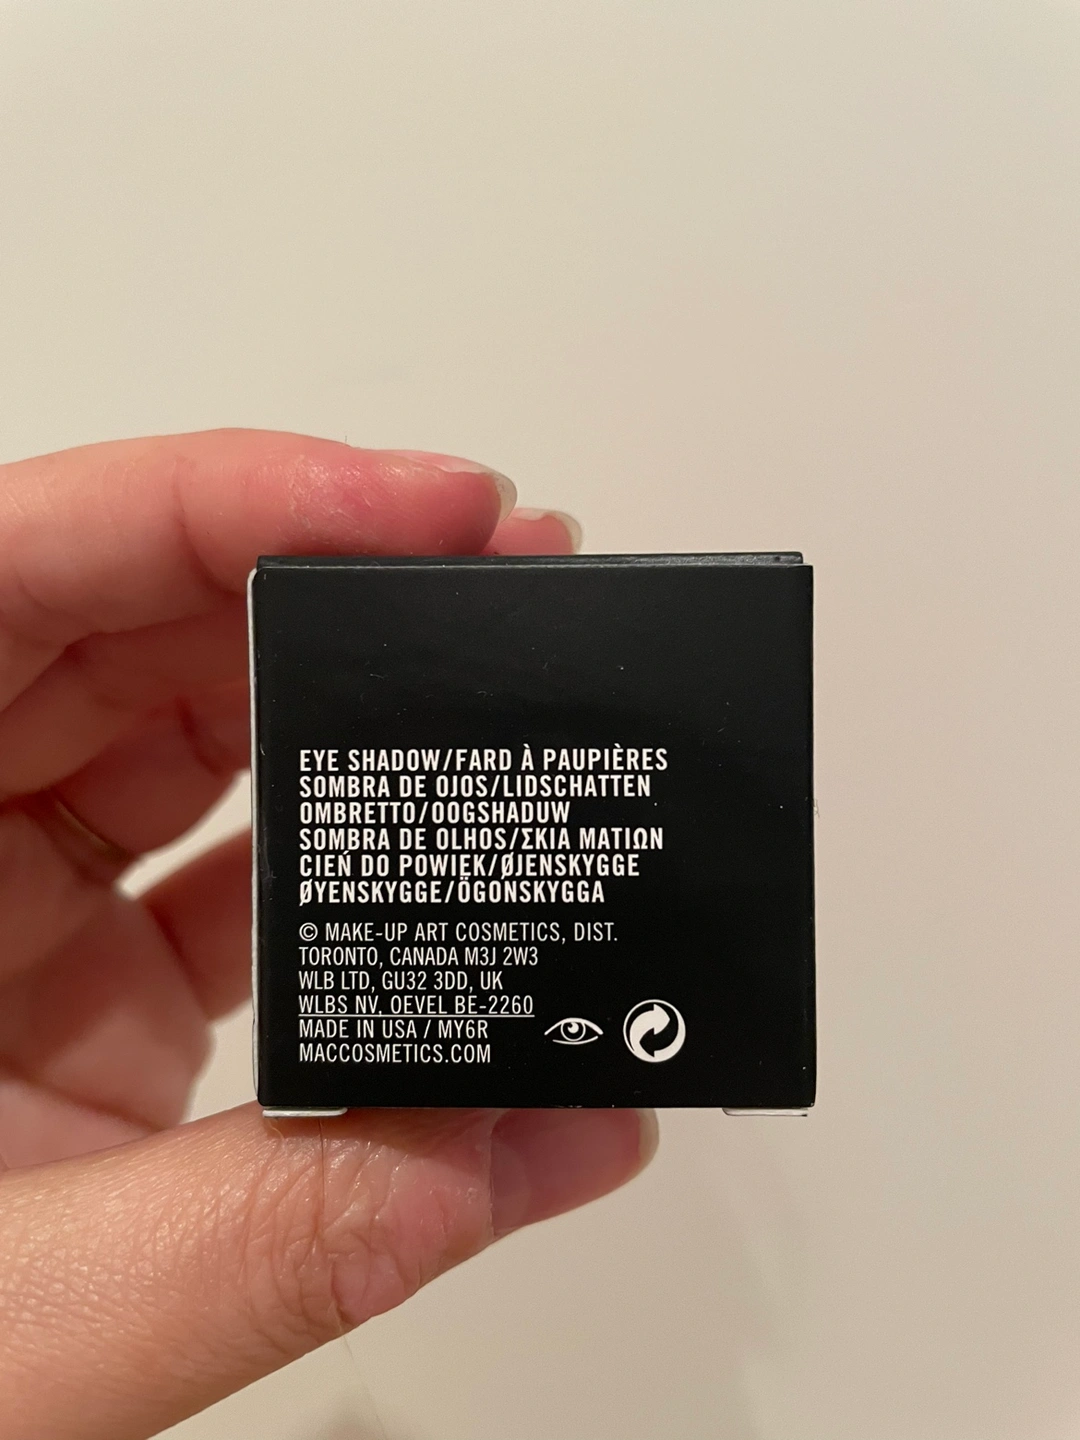 EYE SHADOW/FARD À PAUPIÈRES
SOMBRA DE OJOS/LIDSCHATTEN
OMBRETTO/OOGSHADUW
SOMBRA DE OLHOS/ΣΚΙΑ ΜΑΤΙΩΝ
CIEŃ DO POWIEK/ØJENSKYGGE
ØYENSKYGGE/ÖGONSKYGGA
© MAKE-UP ART COSMETICS, DIST.
TORONTO, CANADA M3J 2W3
WLB LTD, GU32 3DD, UK
WLBS NV, OEVEL BE-2260
MADE IN USA / MY6R
MACCOSMETICS.COM